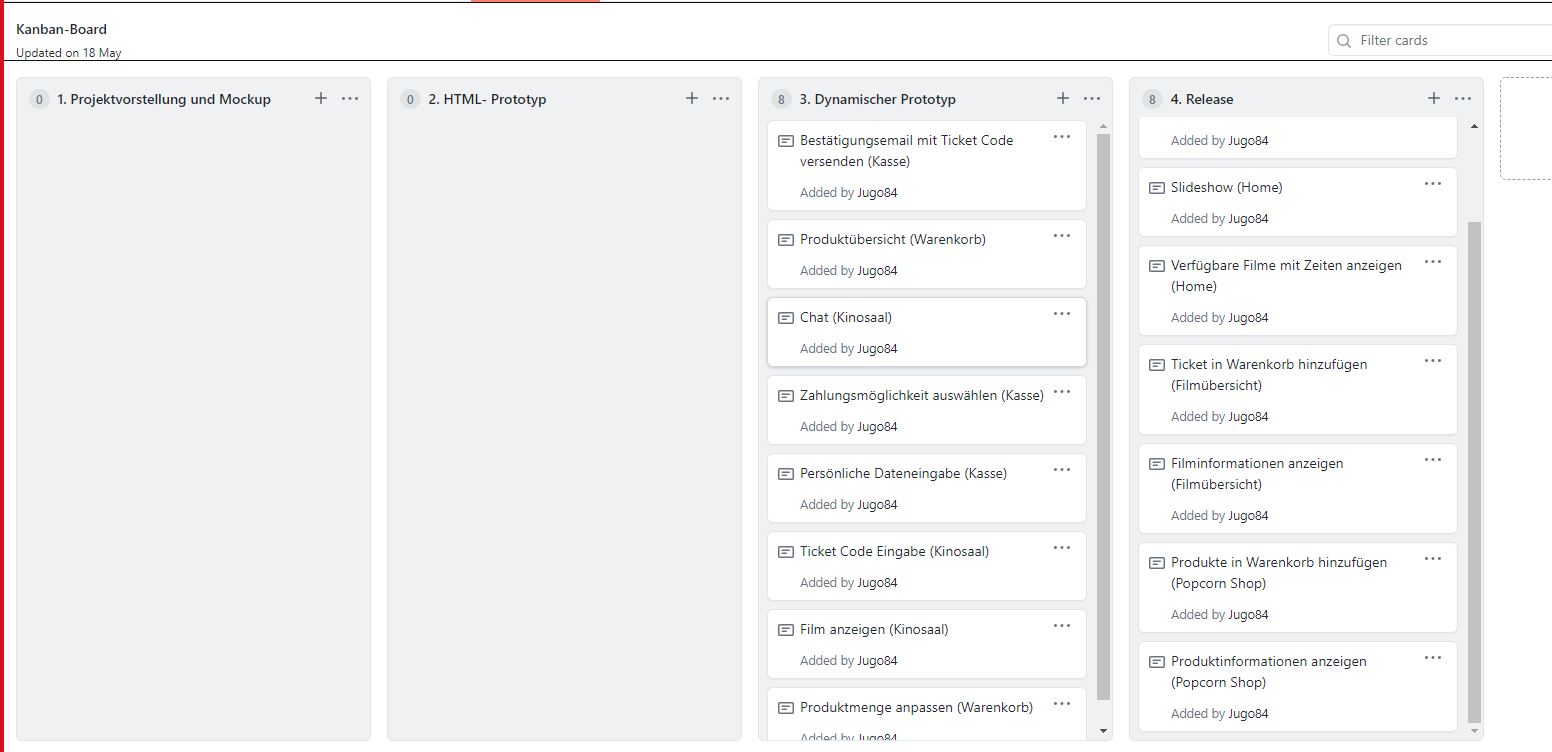 Kanban-Board
Updated on 18 May
Filter cards
0 1. Projektvorstellung und Mockup
0 2. HTML- Prototyp
8 3. Dynamischer Prototyp
Bestätigungsemail mit Ticket Code
versenden (Kasse)
Added by Jugo84
Produktübersicht (Warenkorb)
Added by Jugo84
Chat (Kinosaal)
Added by Jugo84
Zahlungsmöglichkeit auswählen (Kasse)
Added by Jugo84
Persönliche Dateneingabe (Kasse)
Added by Jugo84
Ticket Code Eingabe (Kinosaal)
Added by Jugo84
Film anzeigen (Kinosaal)
Added by Jugo84
Produktmenge anpassen (Warenkorb)
Added by Jugo84
8 4. Release
Added by Jugo84
Slideshow (Home)
Added by Jugo84
Verfügbare Filme mit Zeiten anzeigen
(Home)
Added by Jugo84
Ticket in Warenkorb hinzufügen
(Filmübersicht)
Added by Jugo84
Filminformationen anzeigen
(Filmübersicht)
Added by Jugo84
Produkte in Warenkorb hinzufügen
(Popcorn Shop)
Added by Jugo84
Produktinformationen anzeigen
(Popcorn Shop)
Added by Jugo84